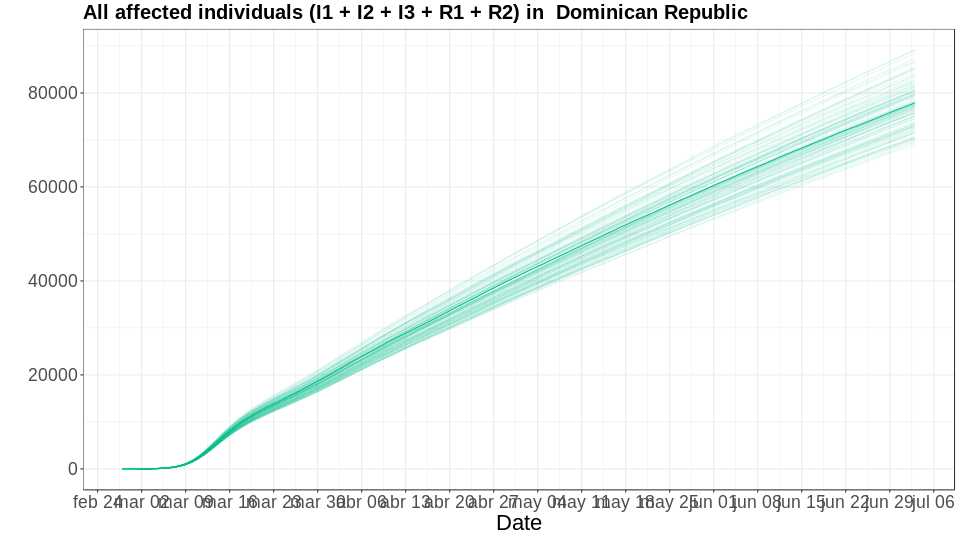 All affected individuals (I1 + I2 + I3 + R1 + R2) in  Dominican Republic
80000
60000
40000
20000
0
feb 24 mar 02 mar 09 mar 16 mar 23 mar 30 abr 06 abr 13 abr 20 abr 27 may 04 may 11 may 18 may 25 jun 01 jun 08 jun 15 jun 22 jun 29 jul 06
Date